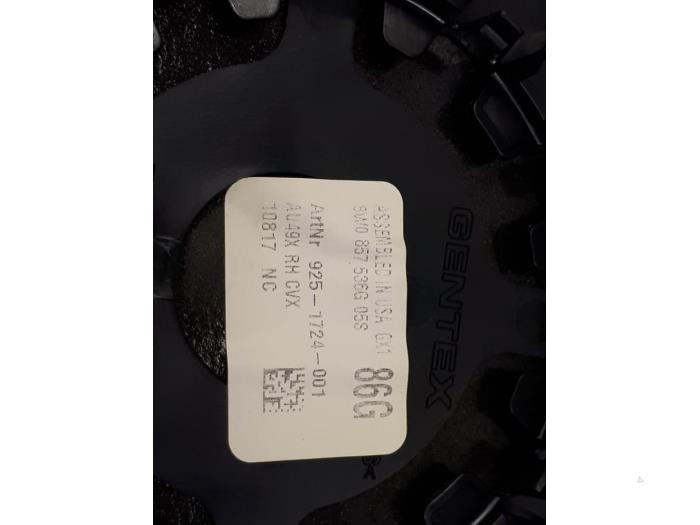 ASSEMBLED IN USA GX1
8W0 857 536G 05S
86G
ArtNr 925-1724-001
AU49X RH CVX
10817 NC
GENTEX